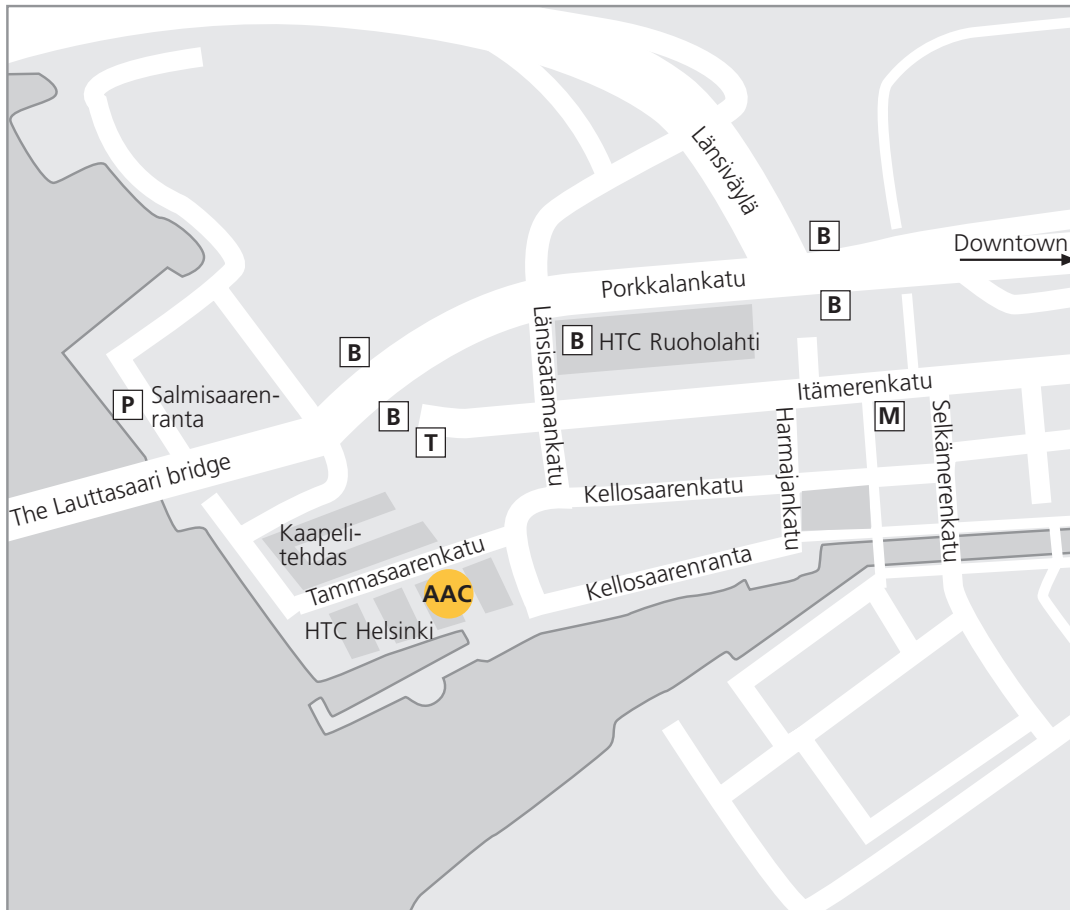 Länsiväylä
B
Downtown
Porkkalankatu
B
B
HTC Ruoholahti
B
Länsisatamankatu
Itämerenkatu
P
Salmisaaren-
ranta
B
T
M
Harmajankatu
Selkämerenkatu
The Lauttasaari bridge
Kellosaarenkatu
Kaapeli-
tehdas
Tammasaarenkatu
Kellosaarenranta
AAC
HTC Helsinki